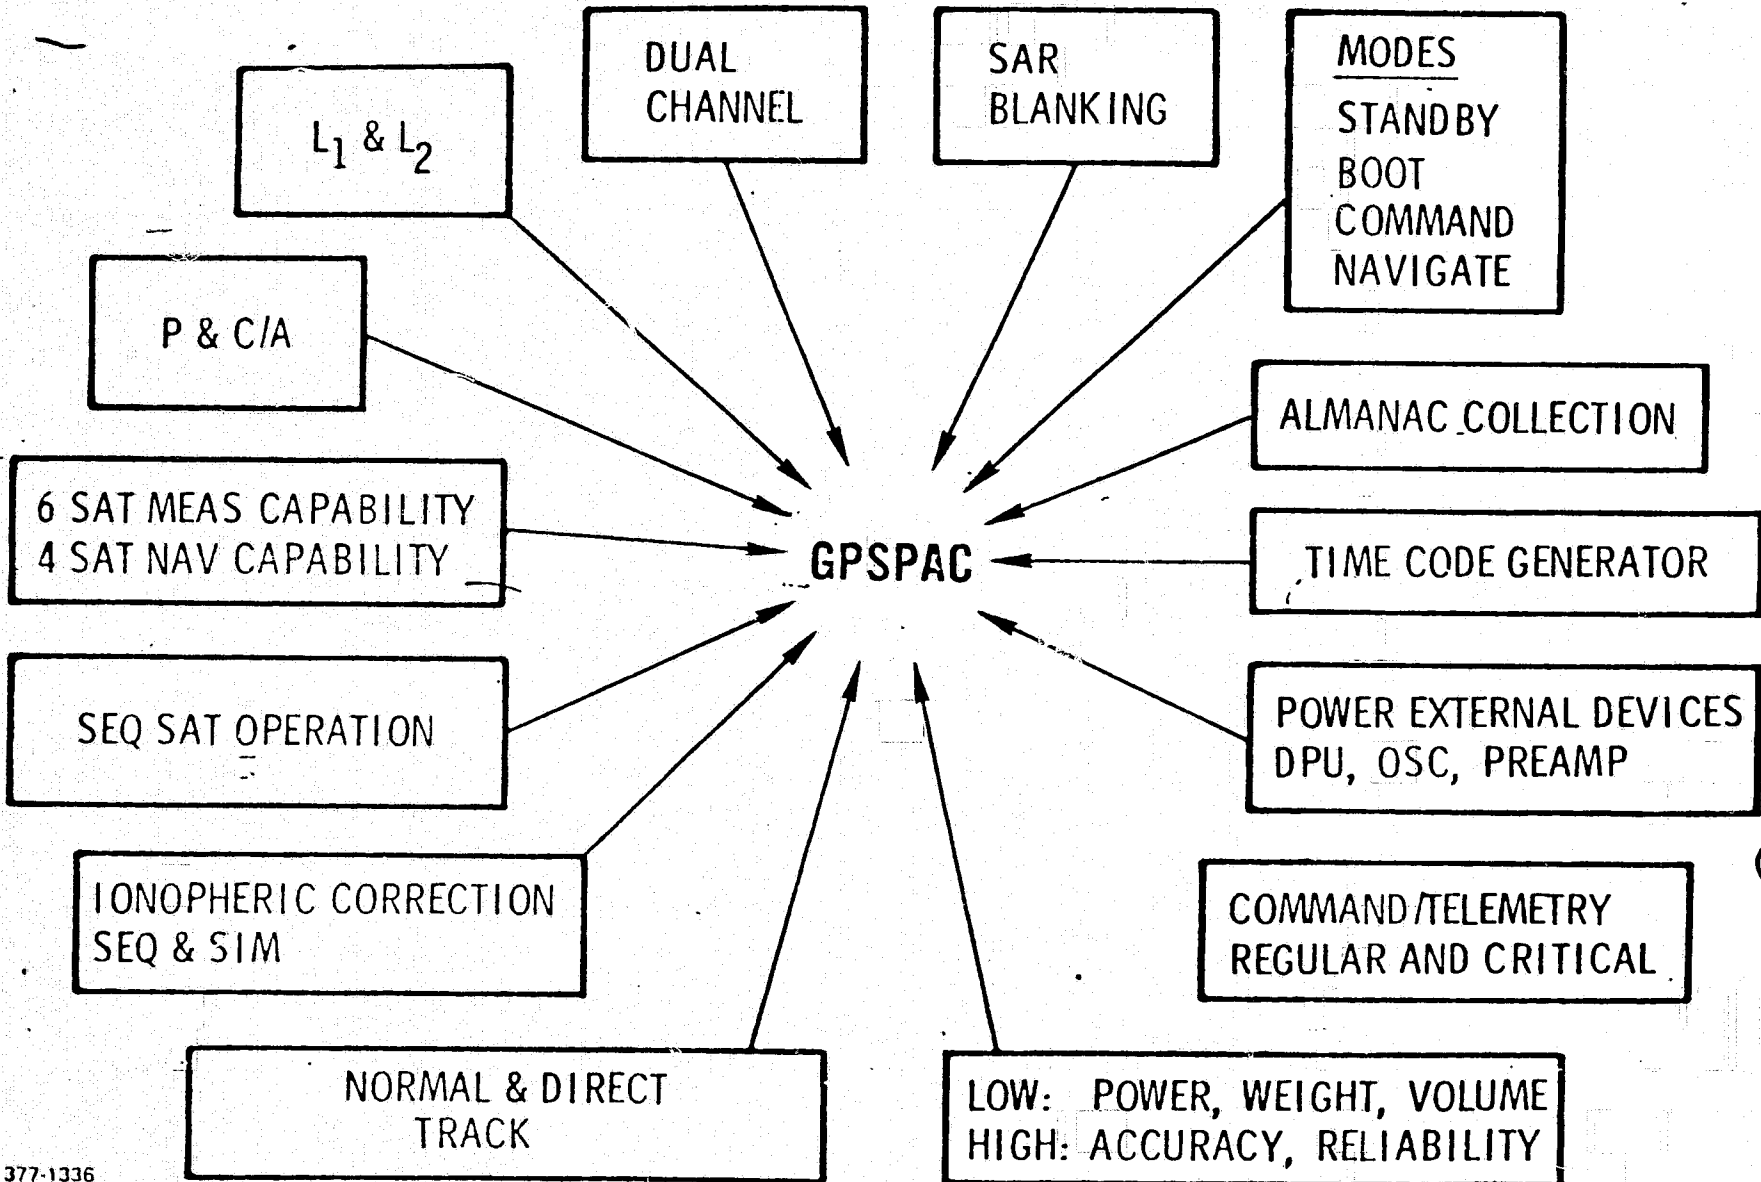 DUAL
CHANNEL
SAR
BLANKING
MODES
STANDBY
BOOT
COMMAND
NAVIGATE
L1 & L2
P & C/A
ALMANAC COLLECTION
6 SAT MEAS CAPABILITY
4 SAT NAV CAPABILITY
GPSPAC
TIME CODE GENERATOR
SEQ SAT OPERATION
POWER EXTERNAL DEVICES
DPU, OSC, PREAMP
IONOPHERIC CORRECTION
SEQ & SIM
COMMAND/TELEMETRY
REGULAR AND CRITICAL
NORMAL & DIRECT
TRACK
LOW: POWER, WEIGHT, VOLUME
HIGH: ACCURACY, RELIABILITY
377-1336